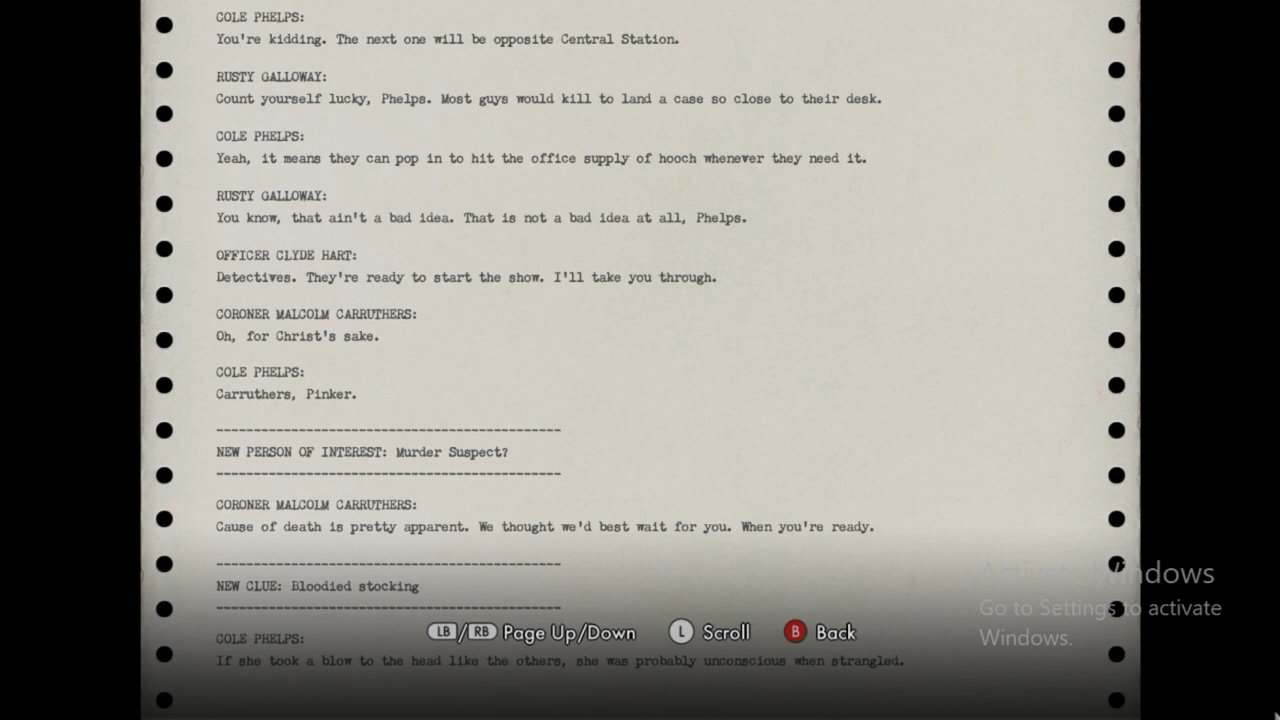 COLE PHELPS:
You're kidding. The next one will be opposite Central Station.
RUSTY GALLOWAY:
Count yourself lucky, Phelps. Most guys would kill to land a case so close to their desk.
COLE PHELPS:
Yeah, it means they can pop in to hit the office supply of hooch whenever they need it.
RUSTY GALLOWAY:
You know, that ain't a bad idea. That is not a bad idea at all, Phelps.
OFFICER CLYDE HART:
Detectives. They're ready to start the show. I'll take you through.
CORONER MALCOLM CARRUTHERS:
Oh, for Christ's sake.
COLE PHELPS:
Carruthers, Pinker.
----------------------------------------------
NEW PERSON OF INTEREST: Murder Suspect?
----------------------------------------------
CORONER MALCOLM CARRUTHERS:
Cause of death is pretty apparent. We thought we'd best wait for you. When you're ready.
----------------------------------------------
NEW CLUE: Bloodied stocking
----------------------------------------------
COLE PHELPS:
If she took a blow to the head like the others, she was probably unconscious when strangled.
LB/RB Page Up/Down L Scroll B Back
Activate Windows
Go to Settings to activate
Windows.